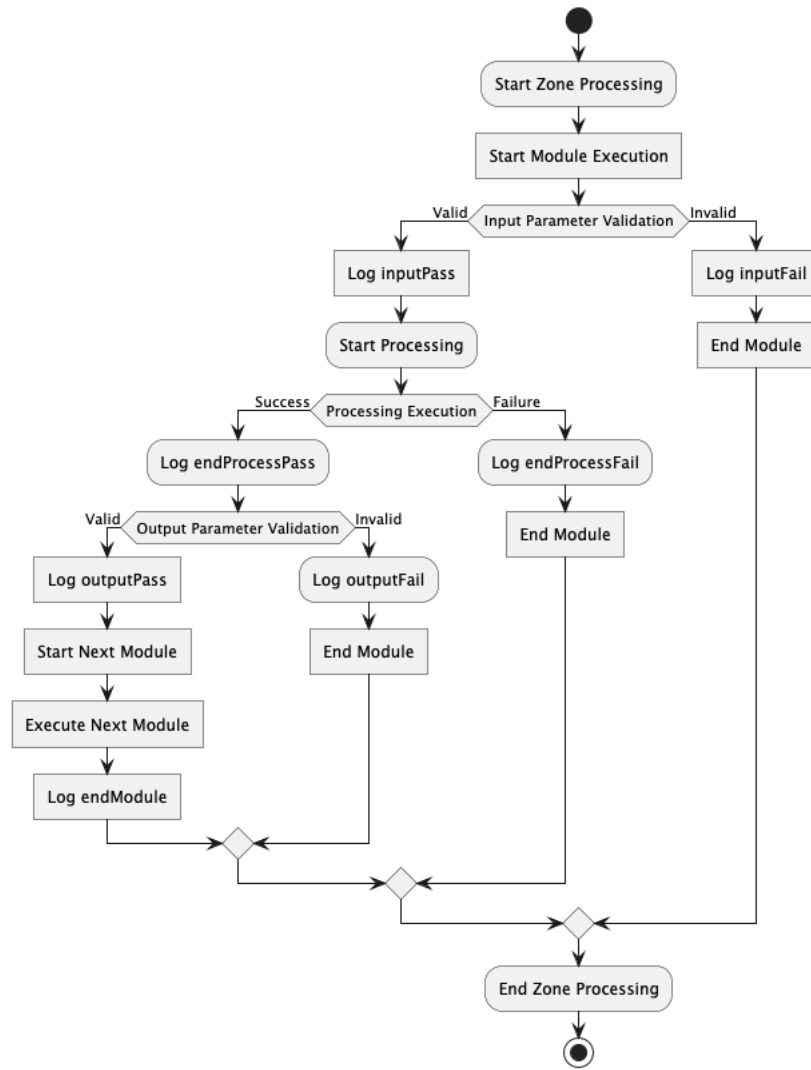 Start Zone Processing
Start Module Execution
Valid
Input Parameter Validation
Invalid
Log inputPass
Log inputFail
Start Processing
End Module
Success
Processing Execution
Failure
Log endProcessPass
Log endProcessFail
Valid
Output Parameter Validation
Invalid
End Module
Log outputPass
Log outputFail
Start Next Module
End Module
Execute Next Module
Log endModule
End Zone Processing